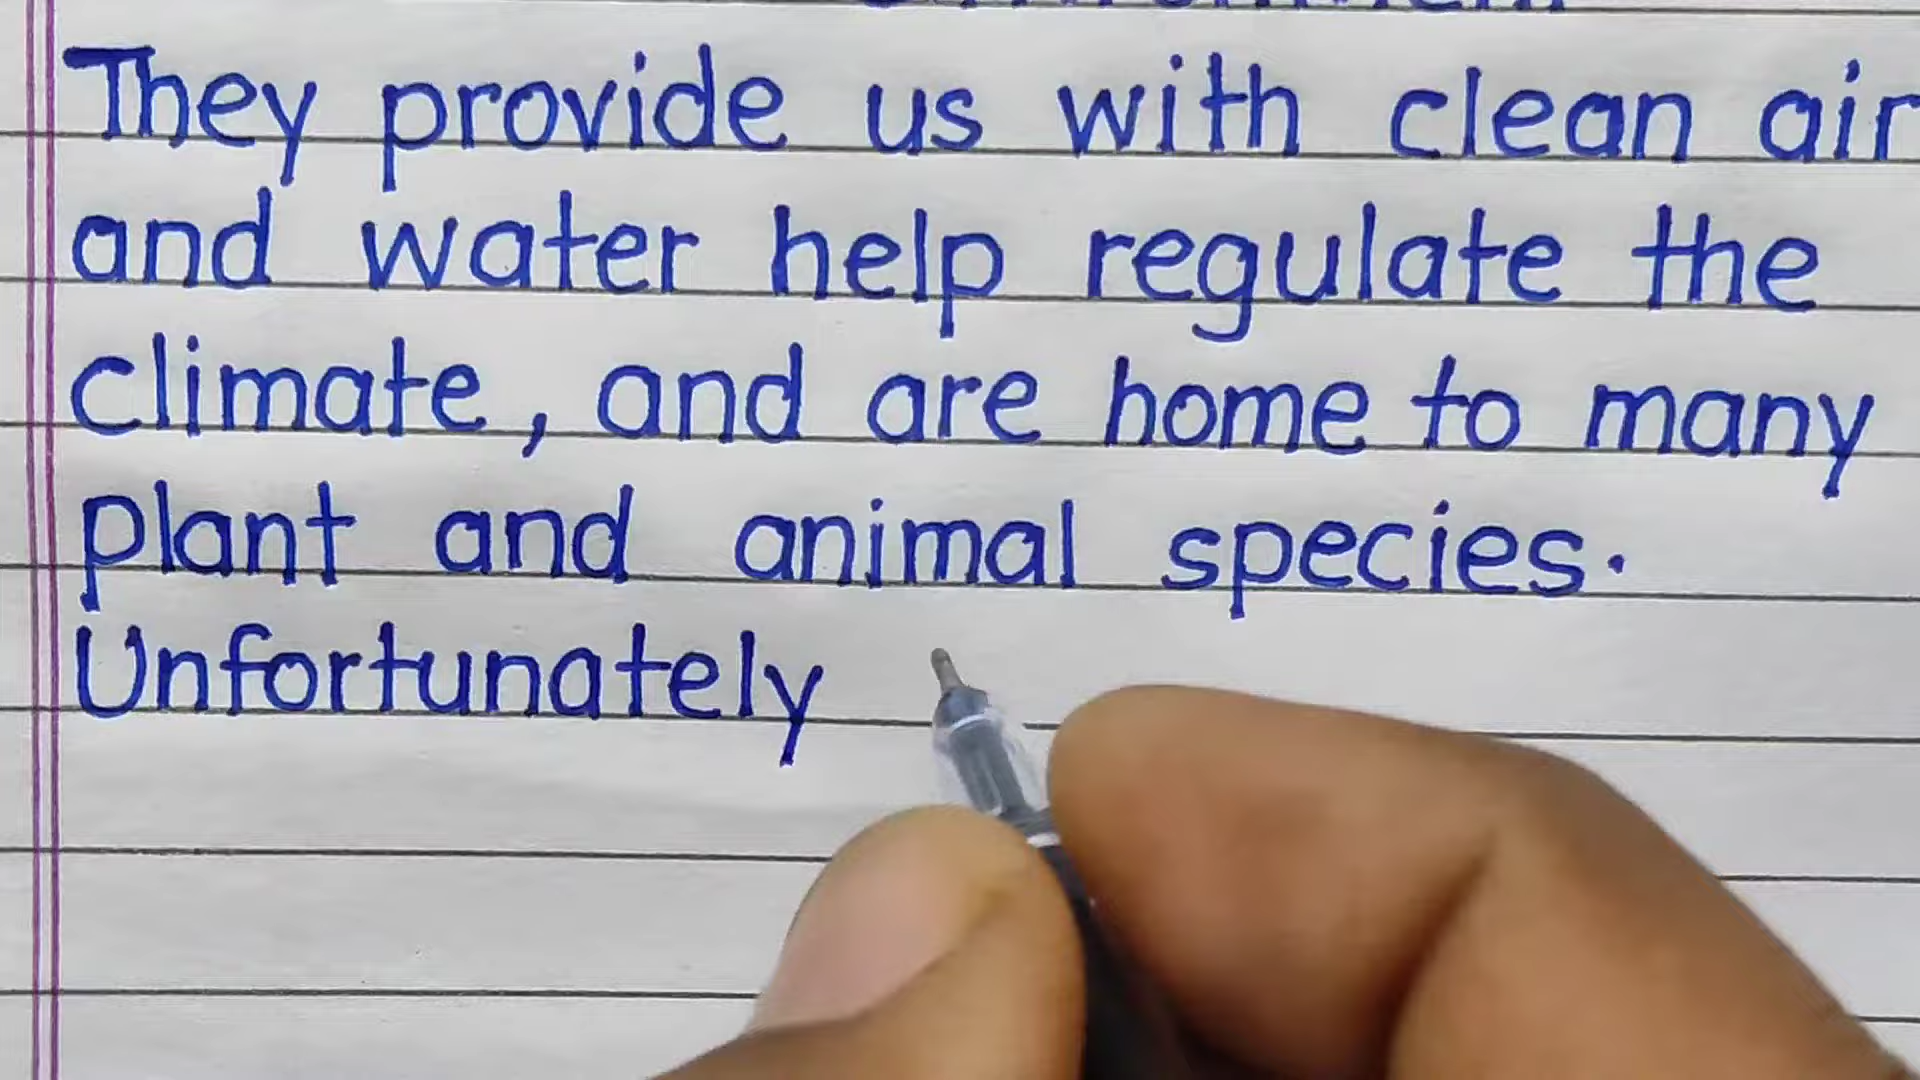 They provide us with clean air
and water help regulate the
climate, and are home to many
plant and animal species.
Unfortunately